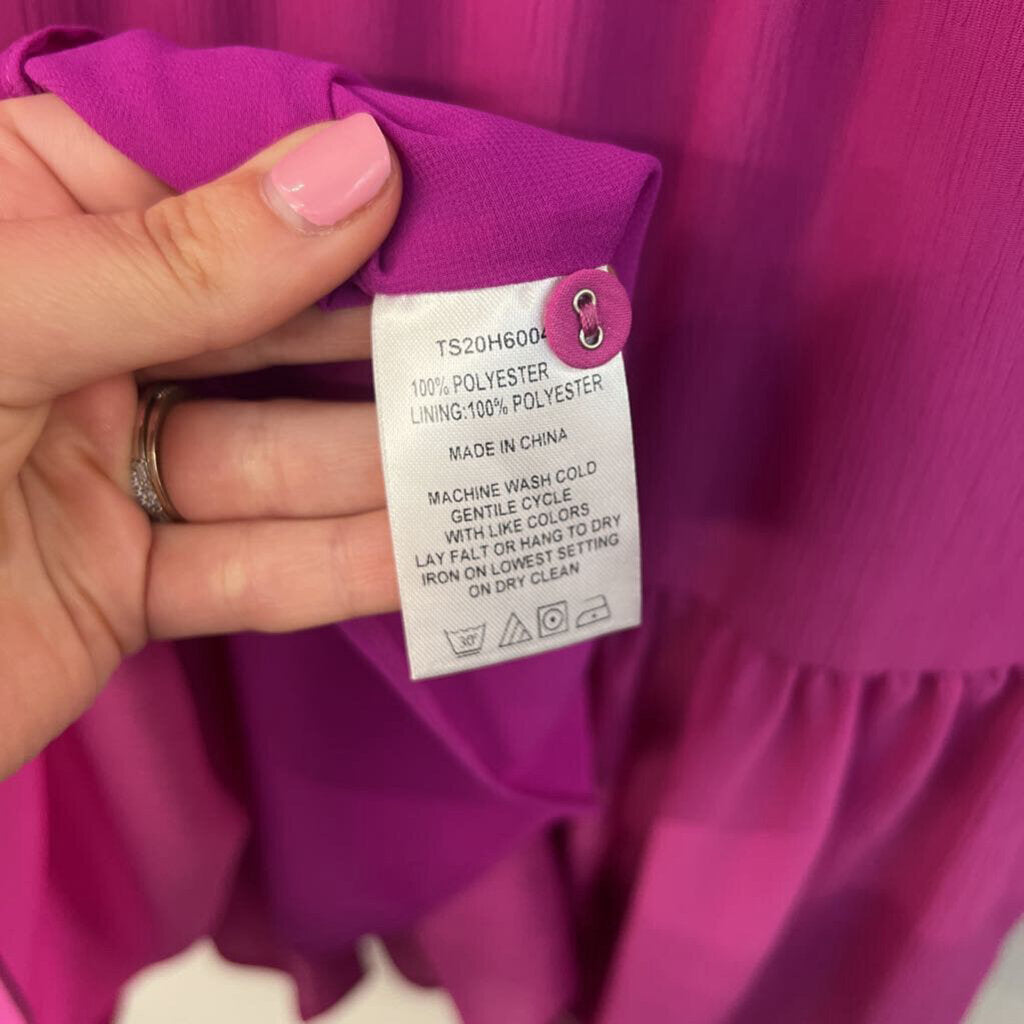 TS20H6004
100% POLYESTER
LINING:100% POLYESTER
MADE IN CHINA
MACHINE WASH COLD
GENTILE CYCLE
WITH LIKE COLORS
LAY FALT OR HANG TO DRY
IRON ON LOWEST SETTING
ON DRY CLEAN
30°